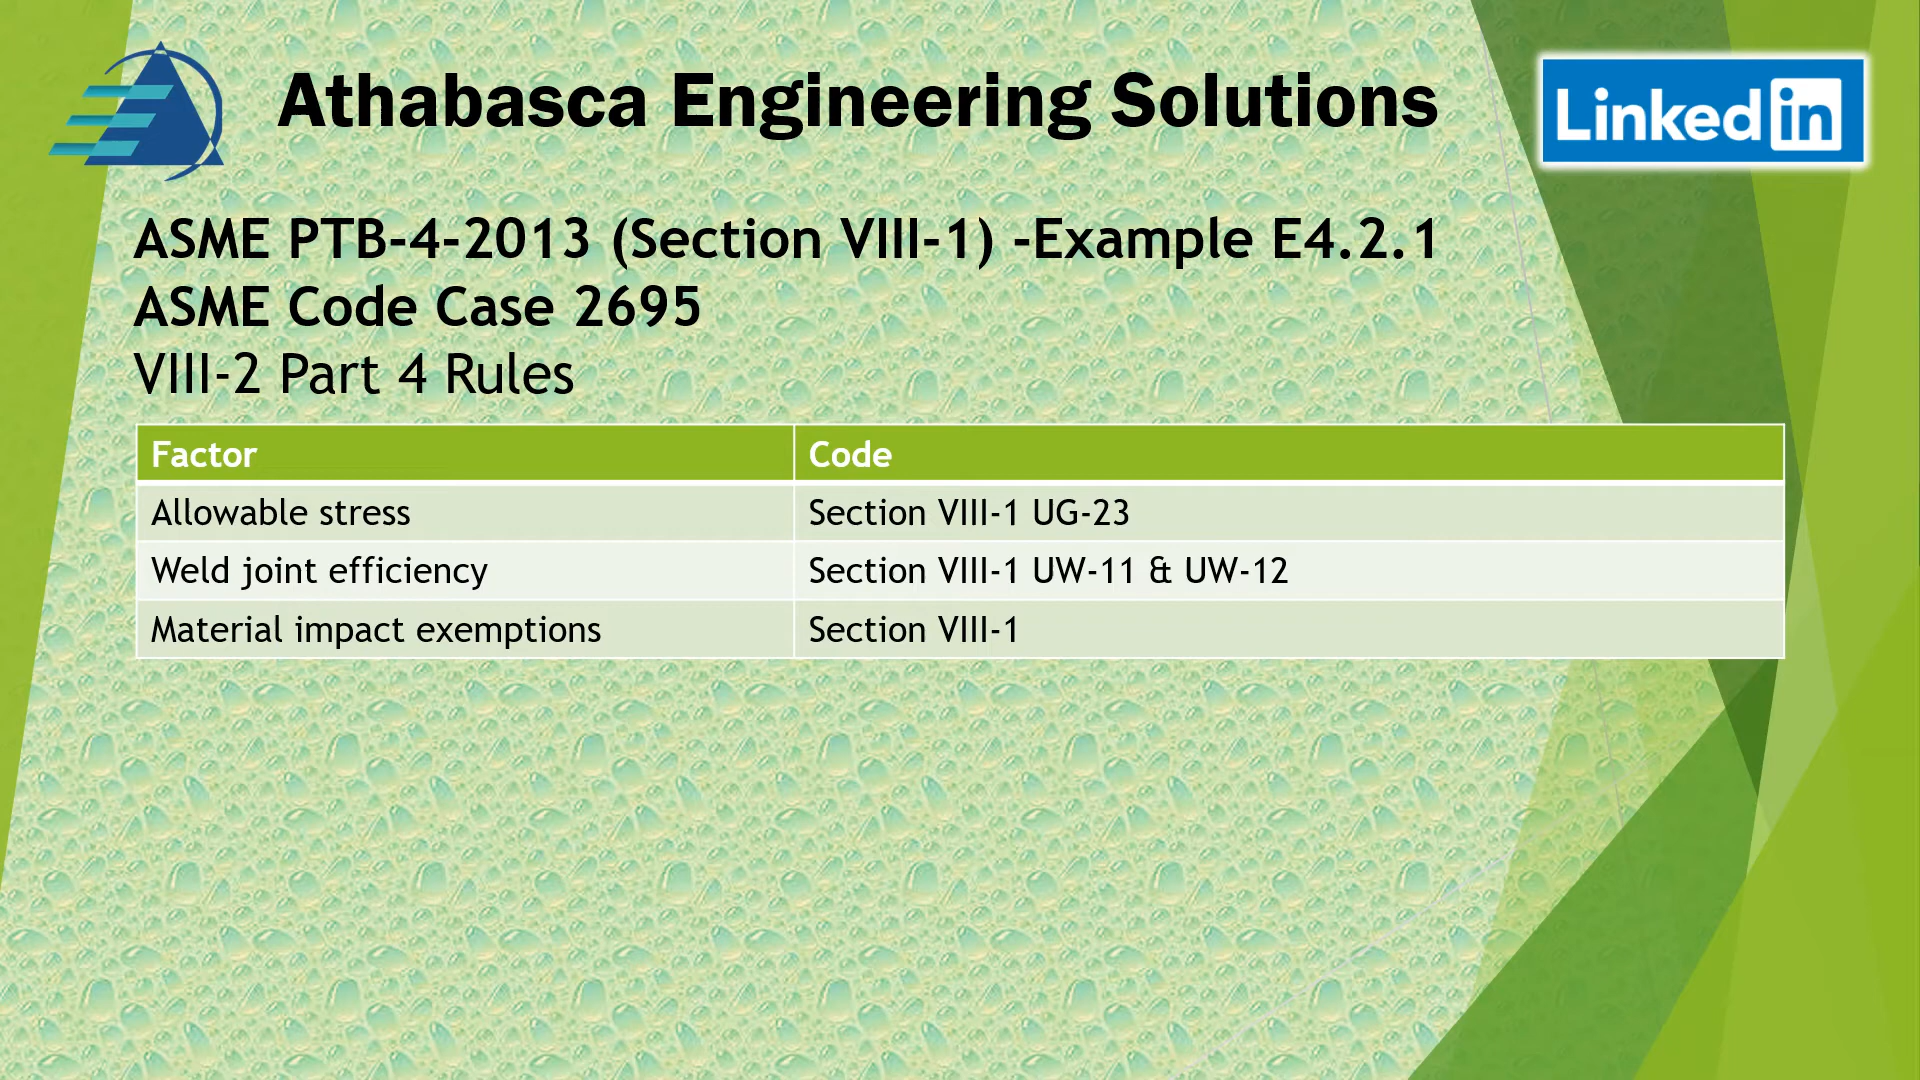 Athabasca Engineering Solutions
Linked in
ASME PTB-4-2013 (Section VIII-1) -Example E4.2.1
ASME Code Case 2695
VIII-2 Part 4 Rules
Factor Code
Allowable stress Section VIII-1 UG-23
Weld joint efficiency Section VIII-1 UW-11 & UW-12
Material impact exemptions Section VIII-1